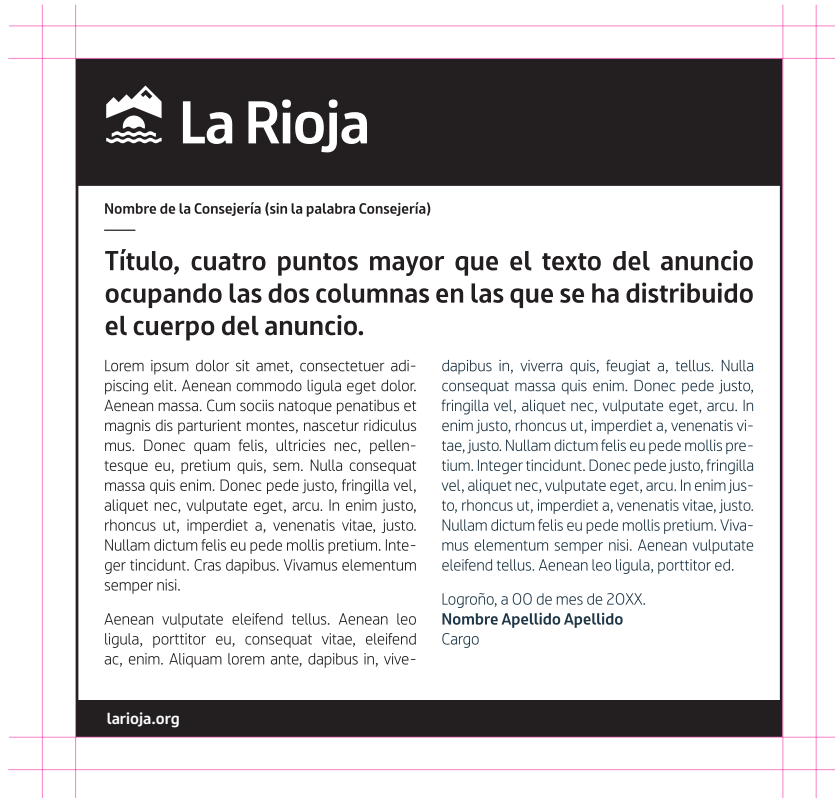 La Rioja
Nombre de la Consejería (sin la palabra Consejería)
Título, cuatro puntos mayor que el texto del anuncio
ocupando las dos columnas en las que se ha distribuido
el cuerpo del anuncio.
Lorem ipsum dolor sit amet, consectetuer adi-
piscing elit. Aenean commodo ligula eget dolor.
Aenean massa. Cum sociis natoque penatibus et
magnis dis parturient montes, nascetur ridiculus
mus. Donec quam felis, ultricies nec, pellen-
tesque eu, pretium quis, sem. Nulla consequat
massa quis enim. Donec pede justo, fringilla vel,
aliquet nec, vulputate eget, arcu. In enim justo,
rhoncus ut, imperdiet a, venenatis vitae, justo.
Nullam dictum felis eu pede mollis pretium. Inte-
ger tincidunt. Cras dapibus. Vivamus elementum
semper nisi.
Aenean vulputate eleifend tellus. Aenean leo
ligula, porttitor eu, consequat vitae, eleifend
ac, enim. Aliquam lorem ante, dapibus in, vive-
dapibus in, viverra quis, feugiat a, tellus. Nulla
consequat massa quis enim. Donec pede justo,
fringilla vel, aliquet nec, vulputate eget, arcu. In
enim justo, rhoncus ut, imperdiet a, venenatis vi-
tae, justo. Nullam dictum felis eu pede mollis pre-
tium. Integer tincidunt. Donec pede justo, fringilla
vel, aliquet nec, vulputate eget, arcu. In enim jus-
to, rhoncus ut, imperdiet a, venenatis vitae, justo.
Nullam dictum felis eu pede mollis pretium. Viva-
mus elementum semper nisi. Aenean vulputate
eleifend tellus. Aenean leo ligula, porttitor ed.
Logroño, a 00 de mes de 20XX.
Nombre Apellido Apellido
Cargo
larioja.org